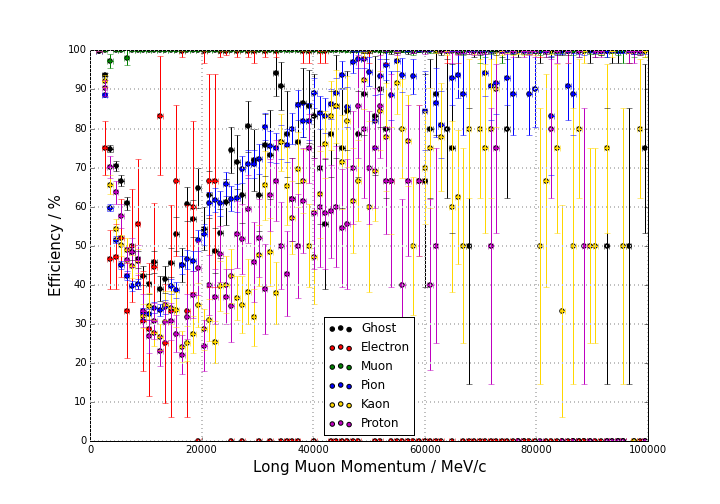 100
90
80
70
60
50
40
30
20
10
0
Efficiency / %
Ghost
Electron
Muon
Pion
Kaon
Proton
0 20000 40000 60000 80000 100000
Long Muon Momentum / MeV/c